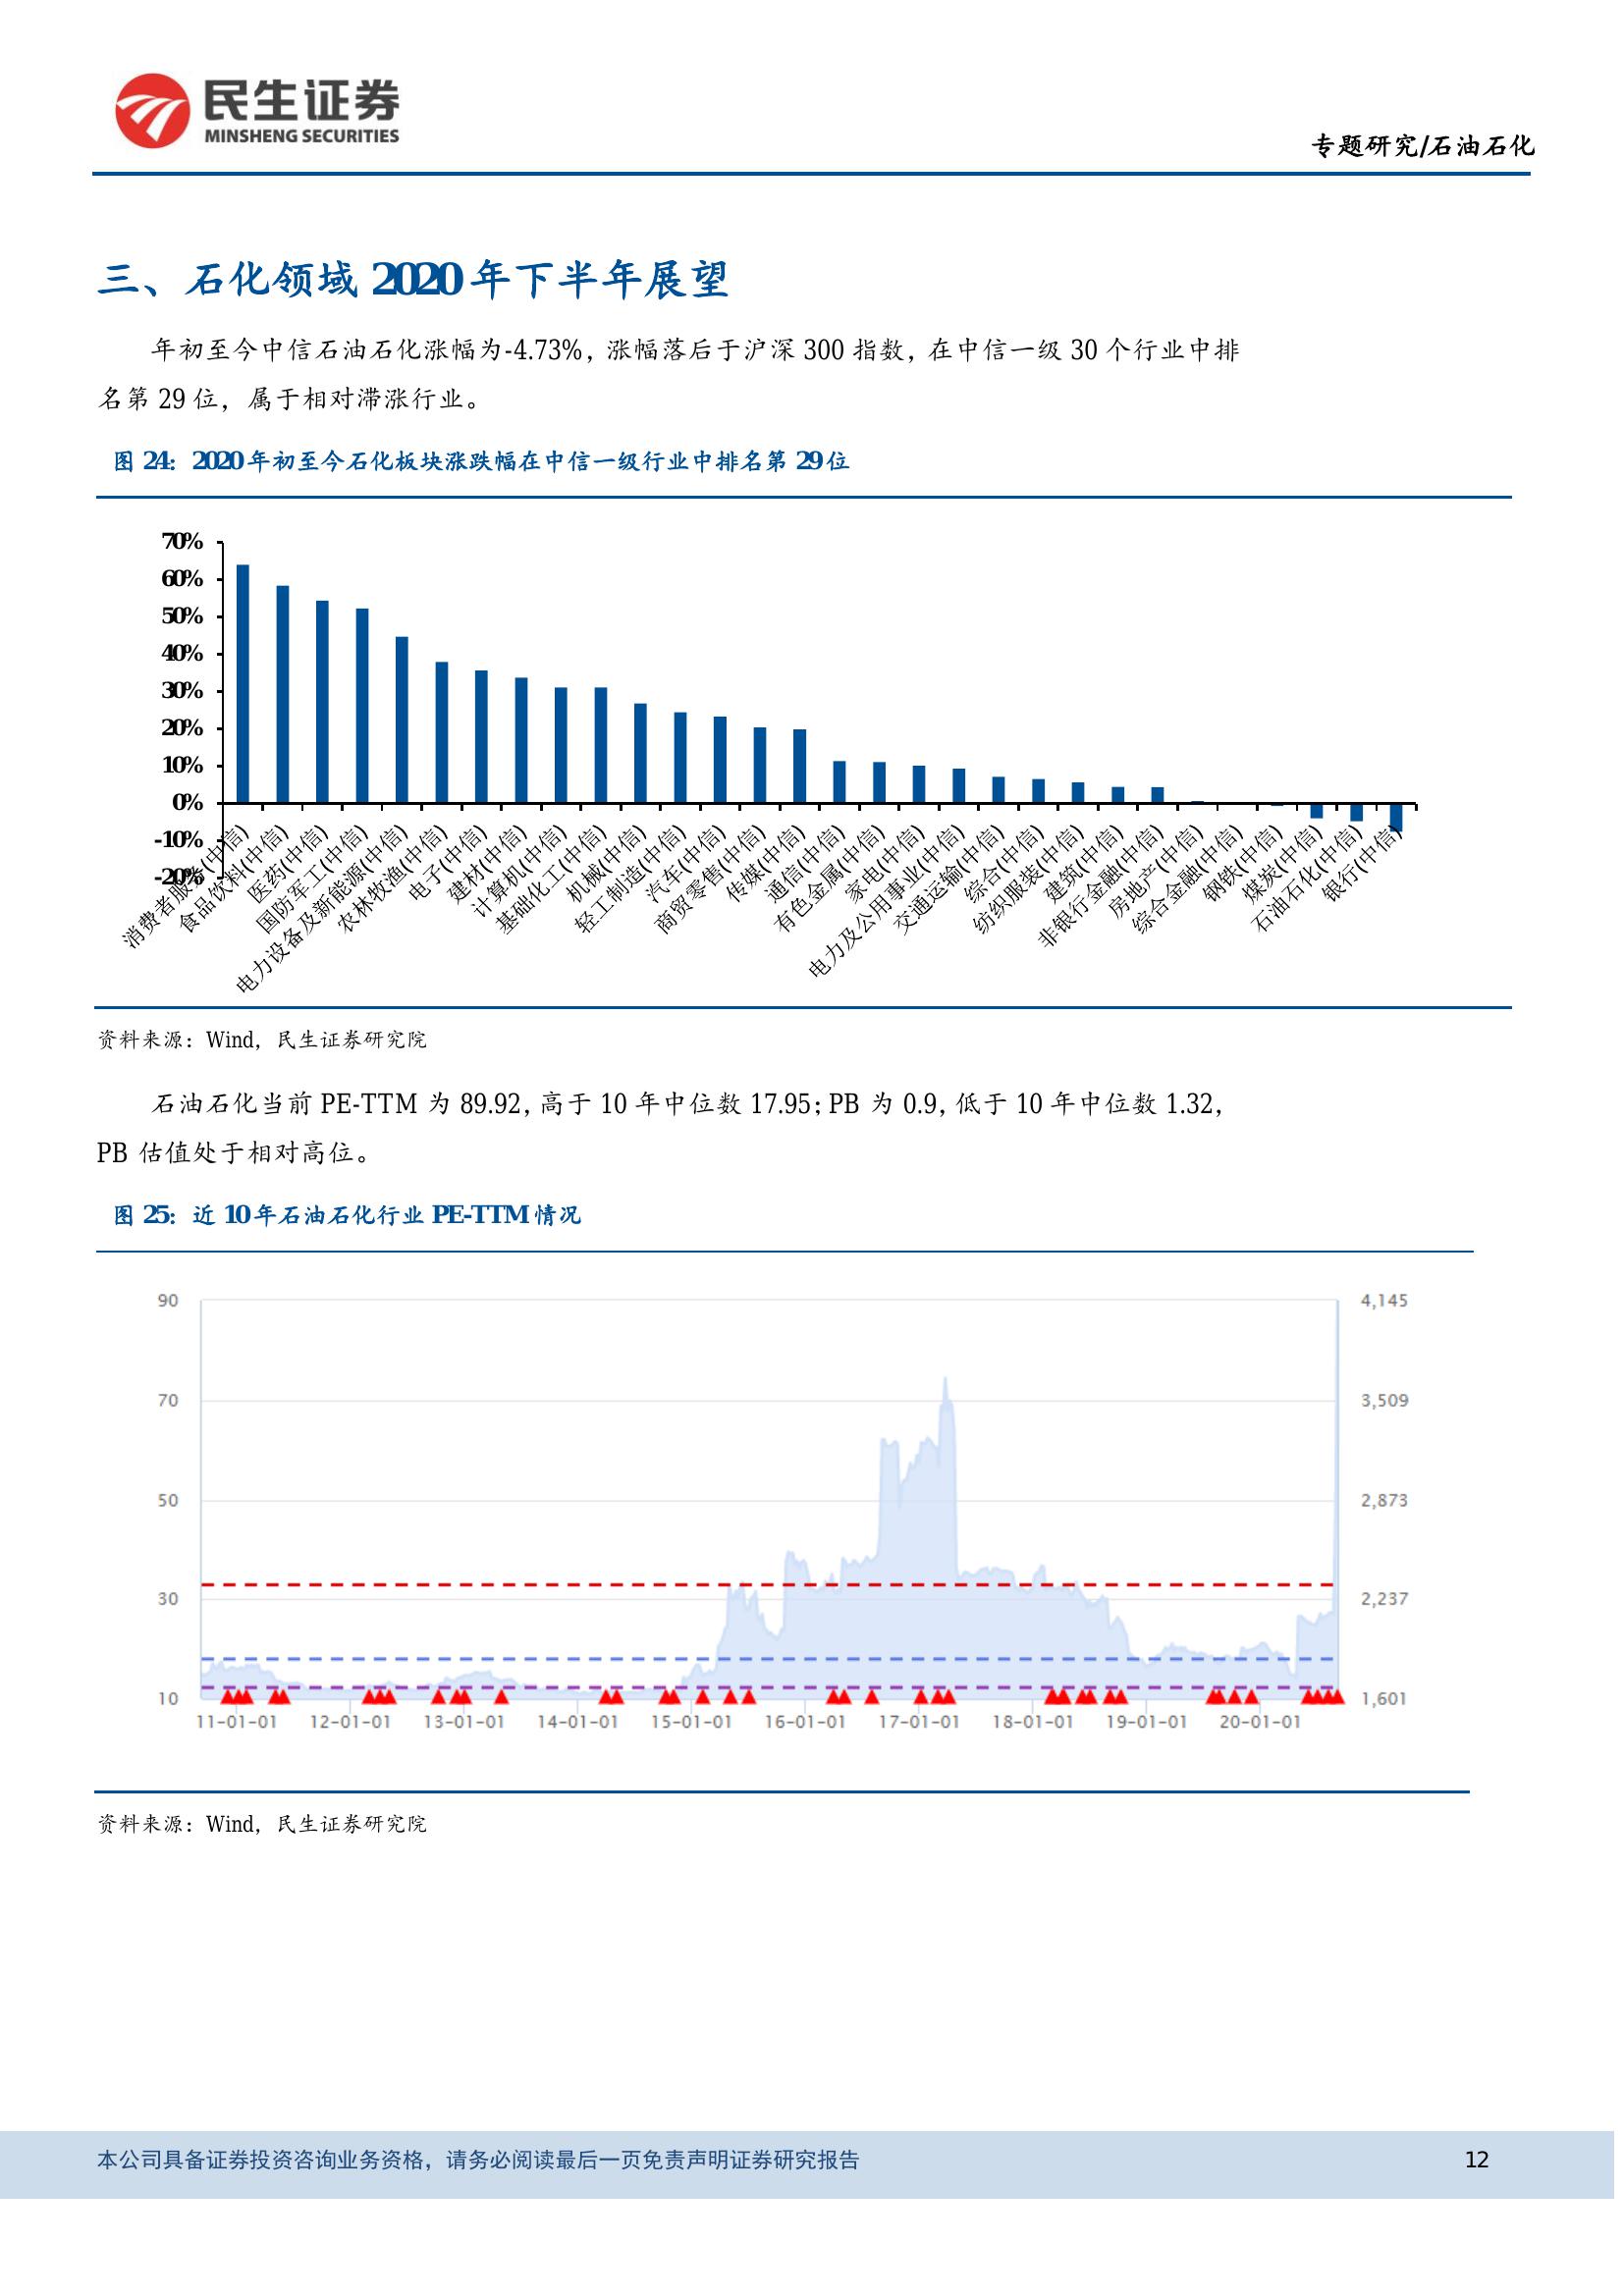 民生证券
MINSHENG SECURITIES
专题研究/石油石化
三、石化领域 2020 年下半年展望
年初至今中信石油石化涨幅为-4.73%，涨幅落后于沪深 300 指数，在中信一级 30 个行业中排
名第 29 位，属于相对滞涨行业。
图 24：2020 年初至今石化板块涨跌幅在中信一级行业中排名第 29 位
70%
60%
50%
40%
30%
20%
10%
0%
-10%
-20%
消费者服务(中信)
食品饮料(中信)
医药(中信)
国防军工(中信)
电力设备及新能源(中信)
农林牧渔(中信)
电子(中信)
建材(中信)
计算机(中信)
基础化工(中信)
机械(中信)
轻工制造(中信)
汽车(中信)
商贸零售(中信)
传媒(中信)
通信(中信)
有色金属(中信)
家电(中信)
电力及公用事业(中信)
交通运输(中信)
综合(中信)
纺织服装(中信)
建筑(中信)
非银行金融(中信)
房地产(中信)
综合金融(中信)
钢铁(中信)
煤炭(中信)
石油石化(中信)
银行(中信)
资料来源：Wind，民生证券研究院
石油石化当前 PE-TTM 为 89.92，高于 10 年中位数 17.95；PB 为 0.9，低于 10 年中位数 1.32，
PB 估值处于相对高位。
图 25：近 10 年石油石化行业 PE-TTM 情况
90 4,145
70 3,509
50 2,873
30 2,237
10 1,601
11-01-01 12-01-01 13-01-01 14-01-01 15-01-01 16-01-01 17-01-01 18-01-01 19-01-01 20-01-01
资料来源：Wind，民生证券研究院
本公司具备证券投资咨询业务资格，请务必阅读最后一页免责声明证券研究报告 12